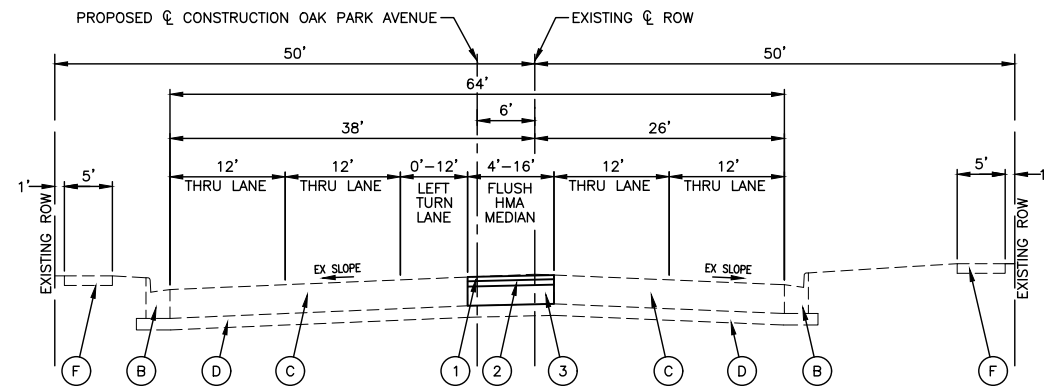 PROPOSED ℄ CONSTRUCTION OAK PARK AVENUE
EXISTING ℄ ROW
50'
50'
64'
6'
38'
26'
12'
12'
0'-12'
4'-16'
12'
12'
THRU LANE
THRU LANE
LEFT
TURN
LANE
FLUSH
HMA
MEDIAN
THRU LANE
THRU LANE
1'
5'
5'
1
EXISTING ROW
EX SLOPE
EX SLOPE
EXISTING ROW
F
B
D
C
1
2
3
C
D
B
F